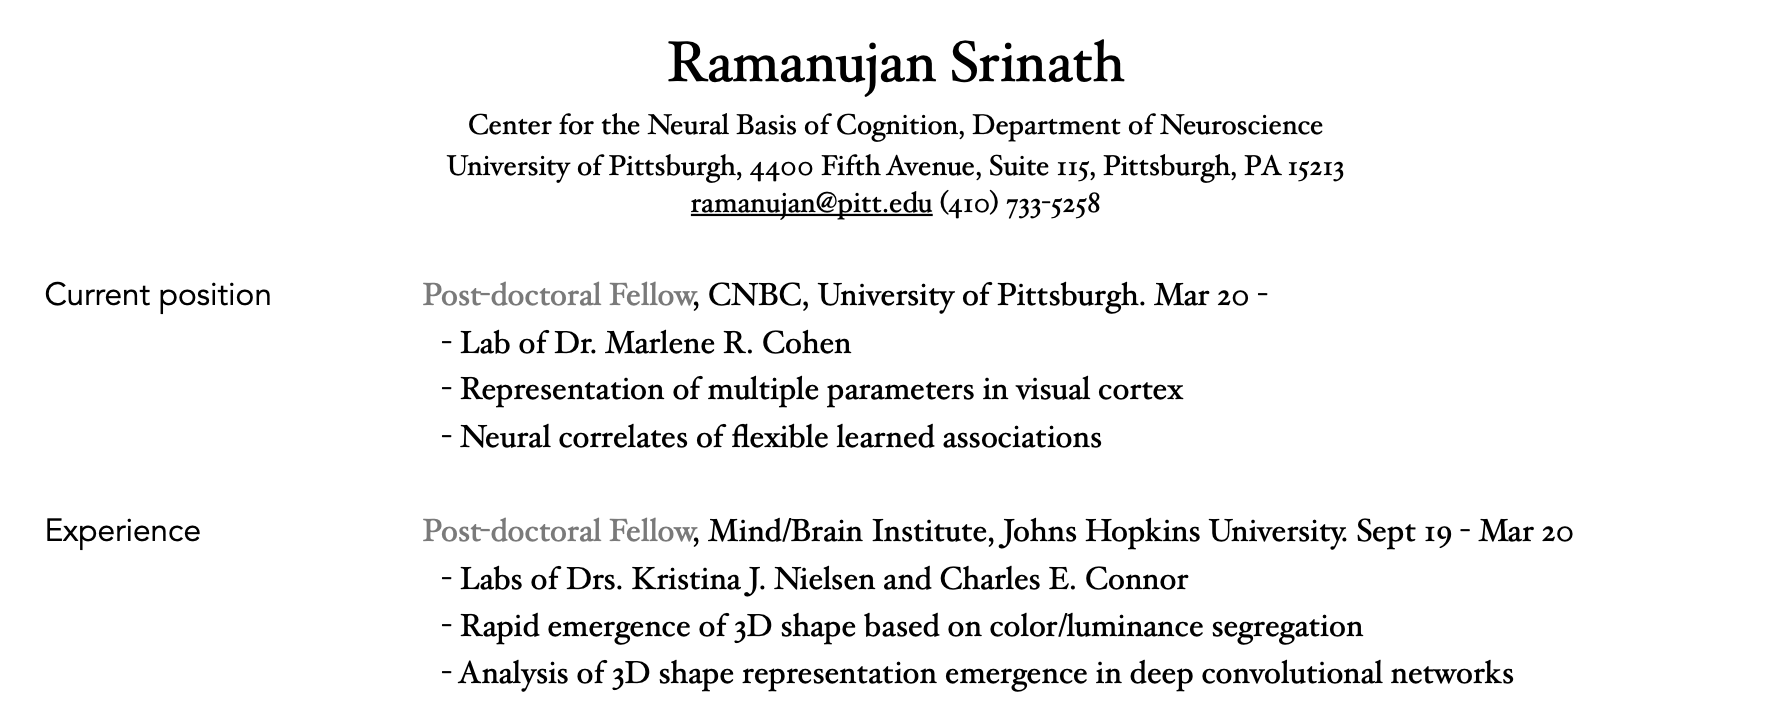 Ramanujan Srinath
Center for the Neural Basis of Cognition, Department of Neuroscience
University of Pittsburgh, 4400 Fifth Avenue, Suite 115, Pittsburgh, PA 15213
ramanujan@pitt.edu (410) 733-5258
Current position
Post-doctoral Fellow, CNBC, University of Pittsburgh. Mar 20 -
- Lab of Dr. Marlene R. Cohen
- Representation of multiple parameters in visual cortex
- Neural correlates of flexible learned associations
Experience
Post-doctoral Fellow, Mind/Brain Institute, Johns Hopkins University. Sept 19 - Mar 20
- Labs of Drs. Kristina J. Nielsen and Charles E. Connor
- Rapid emergence of 3D shape based on color/luminance segregation
- Analysis of 3D shape representation emergence in deep convolutional networks